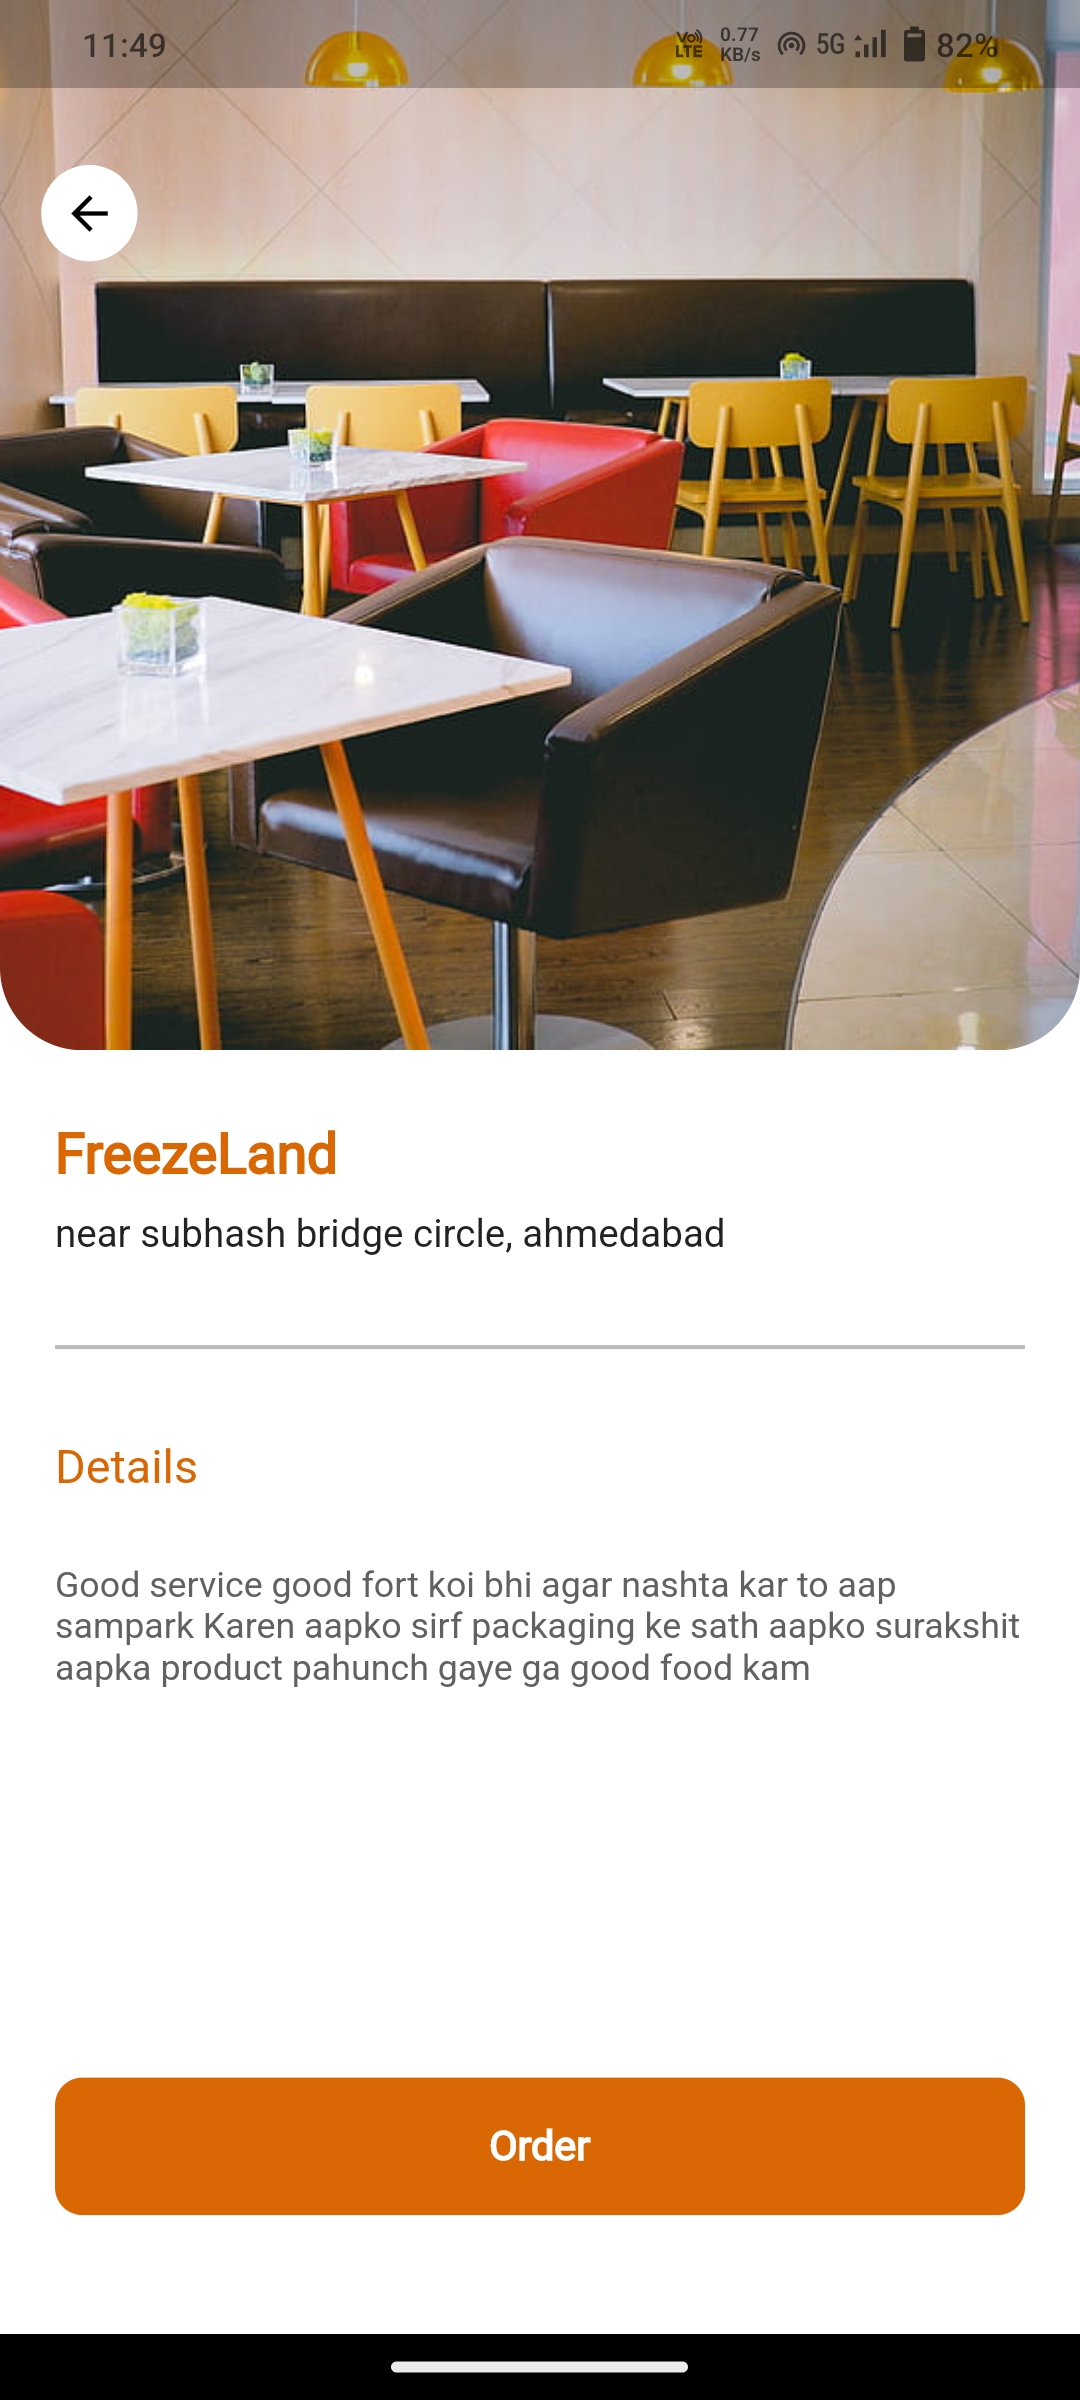 11:49
Vo) LTE 0.77 KB/s 5G 82%
FreezeLand
near subhash bridge circle, ahmedabad
Details
Good service good fort koi bhi agar nashta kar to aap
sampark Karen aapko sirf packaging ke sath aapko surakshit
aapka product pahunch gaye ga good food kam
Order